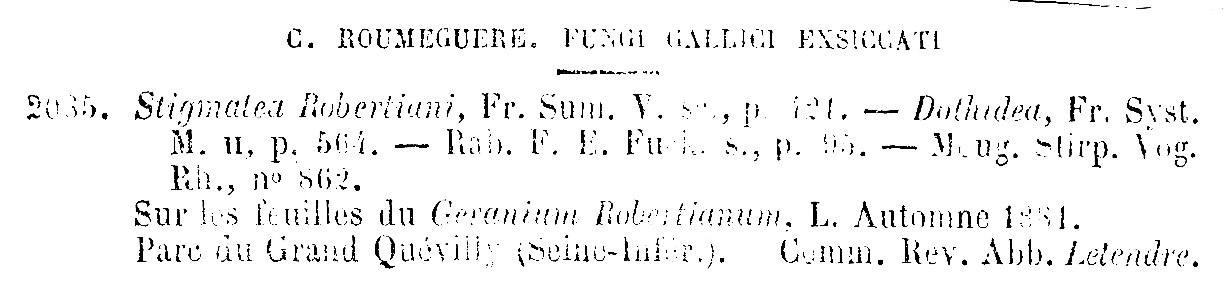 C. ROUMEGUERE. FUNGI GALLICI EXSICCATI
2035. Stigmatea Robertiani, Fr. Sum. V. sc., p. 421. — Dothidea, Fr. Syst.
M. II, p. 564. — Rab. F. E. Fuck. s., p. 95. — Moug. Stirp. Vog.
Rh., nº 862.
Sur les feuilles du Geranium Robertianum, L. Automne 1881.
Parc du Grand Quévilly (Seine-Infér.). Comm. Rev. Abb. Letendre.